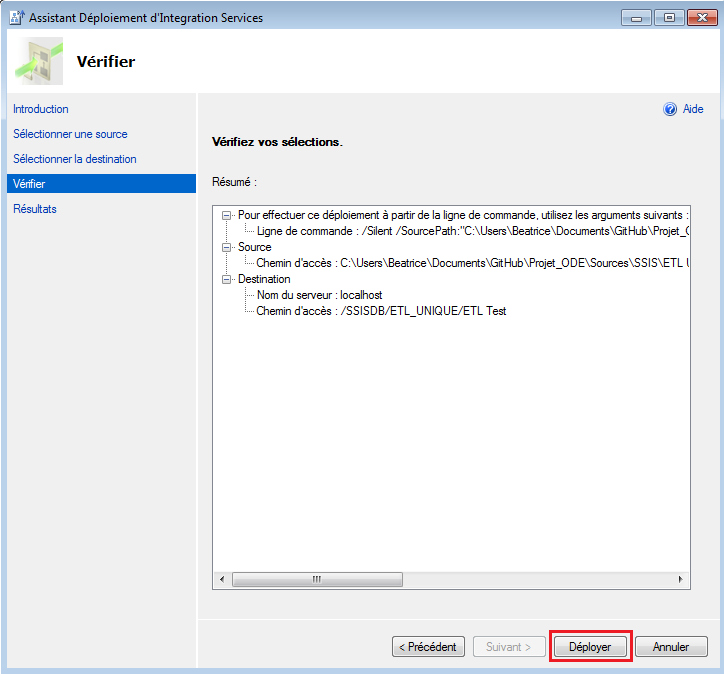 Assistant Déploiement d'Integration Services
Vérifier
Introduction
Sélectionner une source
Sélectionner la destination
Vérifier
Résultats
Aide
Vérifiez vos sélections.
Résumé :
Pour effectuer ce déploiement à partir de la ligne de commande, utilisez les arguments suivants :
Ligne de commande : /Silent /SourcePath:"C:\Users\Beatrice\Documents\GitHub\Projet_O
Source
Chemin d'accès : C:\Users\Beatrice\Documents\GitHub\Projet_ODE\Sources\SSIS\ETL U
Destination
Nom du serveur : localhost
Chemin d'accès : /SSISDB/ETL_UNIQUE/ETL Test
< Précédent
Suivant >
Déployer
Annuler